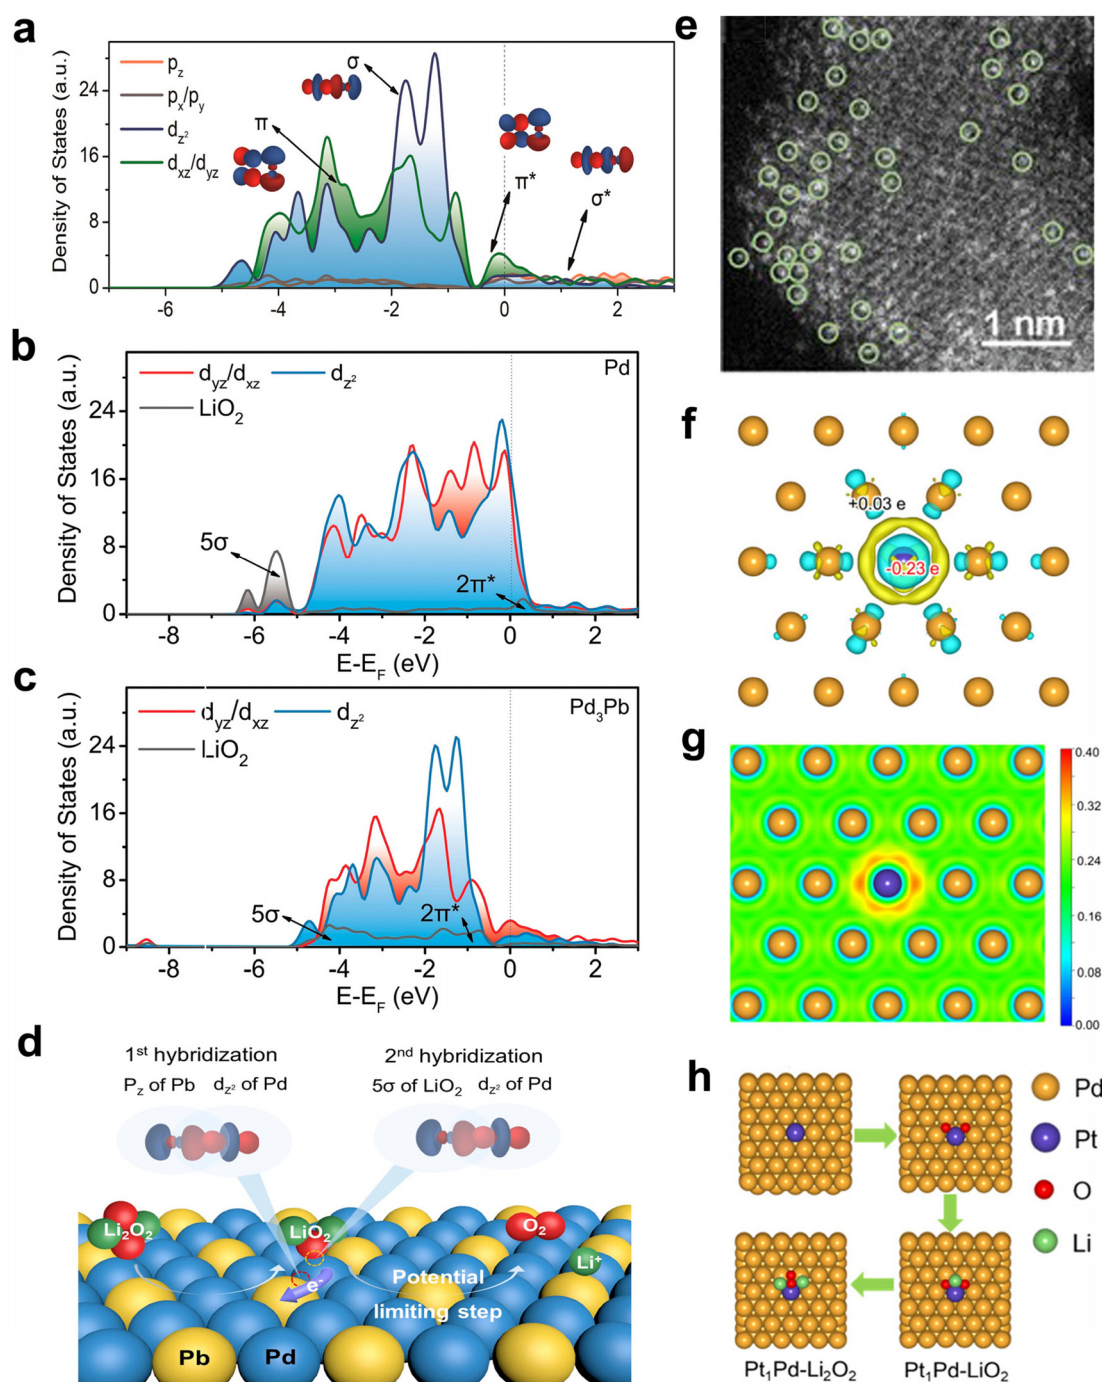 a
Density of States (a.u.)
24
16
8
0
p_z
p_x/p_y
d_z²
d_xz/d_yz
σ
π
π*
σ*
-6
-4
-2
0
2
b
Density of States (a.u.)
24
16
8
0
d_yz/d_xz
d_z²
LiO₂
Pd
5σ
2π*
-8
-6
-4
-2
0
2
E-E_F (eV)
c
Density of States (a.u.)
24
16
8
0
d_yz/d_xz
d_z²
LiO₂
Pd₃Pb
5σ
2π*
-8
-6
-4
-2
0
2
E-E_F (eV)
d
1st hybridization
P_z of Pb d_z² of Pd
2nd hybridization
5σ of LiO₂ d_z² of Pd
Li₂O₂
LiO₂
O₂
Li⁺
e⁻
Potential
limiting step
Pb
Pd
e
1 nm
f
+0.03 e
-0.23 e
g
0.40
0.32
0.24
0.16
0.08
0.00
h
Pd
Pt
O
Li
Pt₁Pd-Li₂O₂
Pt₁Pd-LiO₂